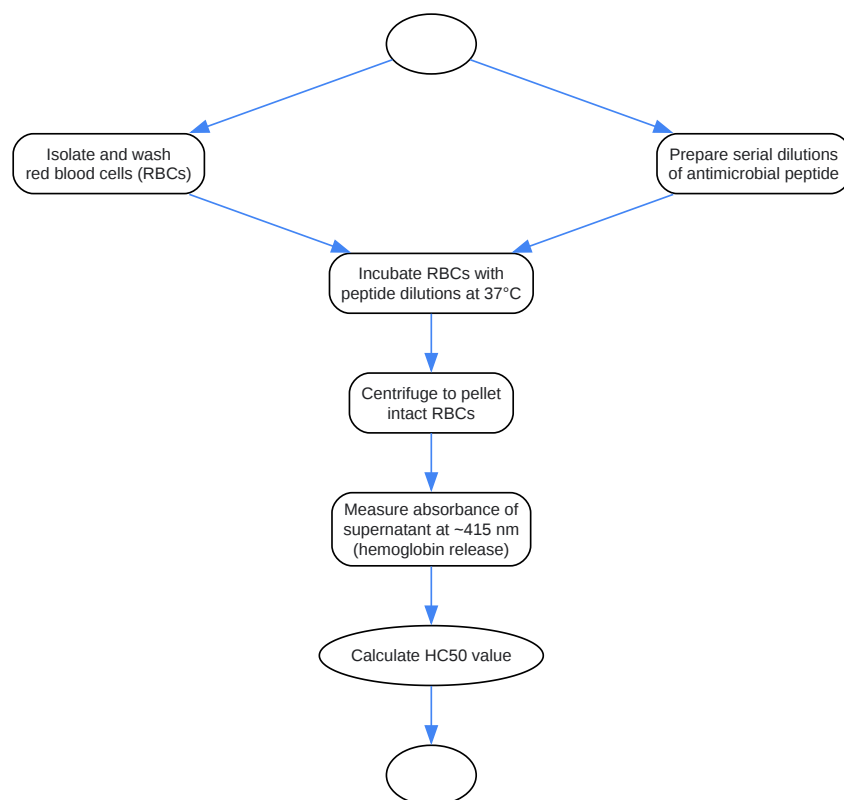 Isolate and wash
red blood cells (RBCs)
Prepare serial dilutions
of antimicrobial peptide
Incubate RBCs with
peptide dilutions at 37°C
Centrifuge to pellet
intact RBCs
Measure absorbance of
supernatant at ~415 nm
(hemoglobin release)
Calculate HC50 value